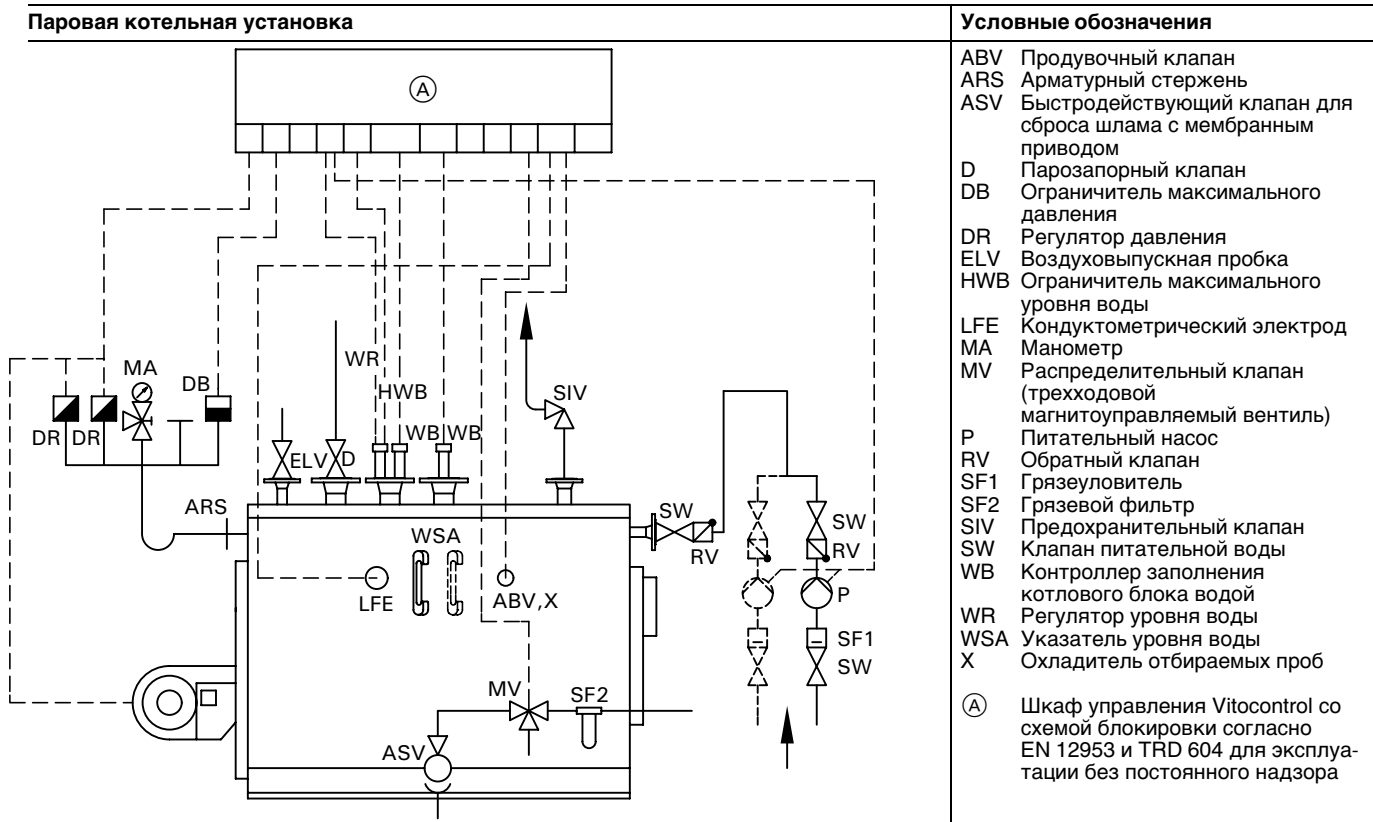 Паровая котельная установка
Условные обозначения
A
MA
DB
DR
DR
WR
HWB
WB
WB
SIV
ELV
D
ARS
WSA
LFE
ABV,X
SW
RV
SW
RV
P
SF1
SW
MV
SF2
ASV
ABV Продувочный клапан
ARS Арматурный стержень
ASV Быстродействующий клапан для
сброса шлама с мембранным
приводом
D Парозапорный клапан
DB Ограничитель максимального
давления
DR Регулятор давления
ELV Воздуховыпускная пробка
HWB Ограничитель максимального
уровня воды
LFE Кондуктометрический электрод
MA Манометр
MV Распределительный клапан
(трехходовой
магнитоуправляемый вентиль)
P Питательный насос
RV Обратный клапан
SF1 Грязеуловитель
SF2 Грязевой фильтр
SIV Предохранительный клапан
SW Клапан питательной воды
WB Контроллер заполнения
котлового блока водой
WR Регулятор уровня воды
WSA Указатель уровня воды
X Охладитель отбираемых проб
A Шкаф управления Vitocontrol со
схемой блокировки согласно
EN 12953 и TRD 604 для эксплуа-
тации без постоянного надзора